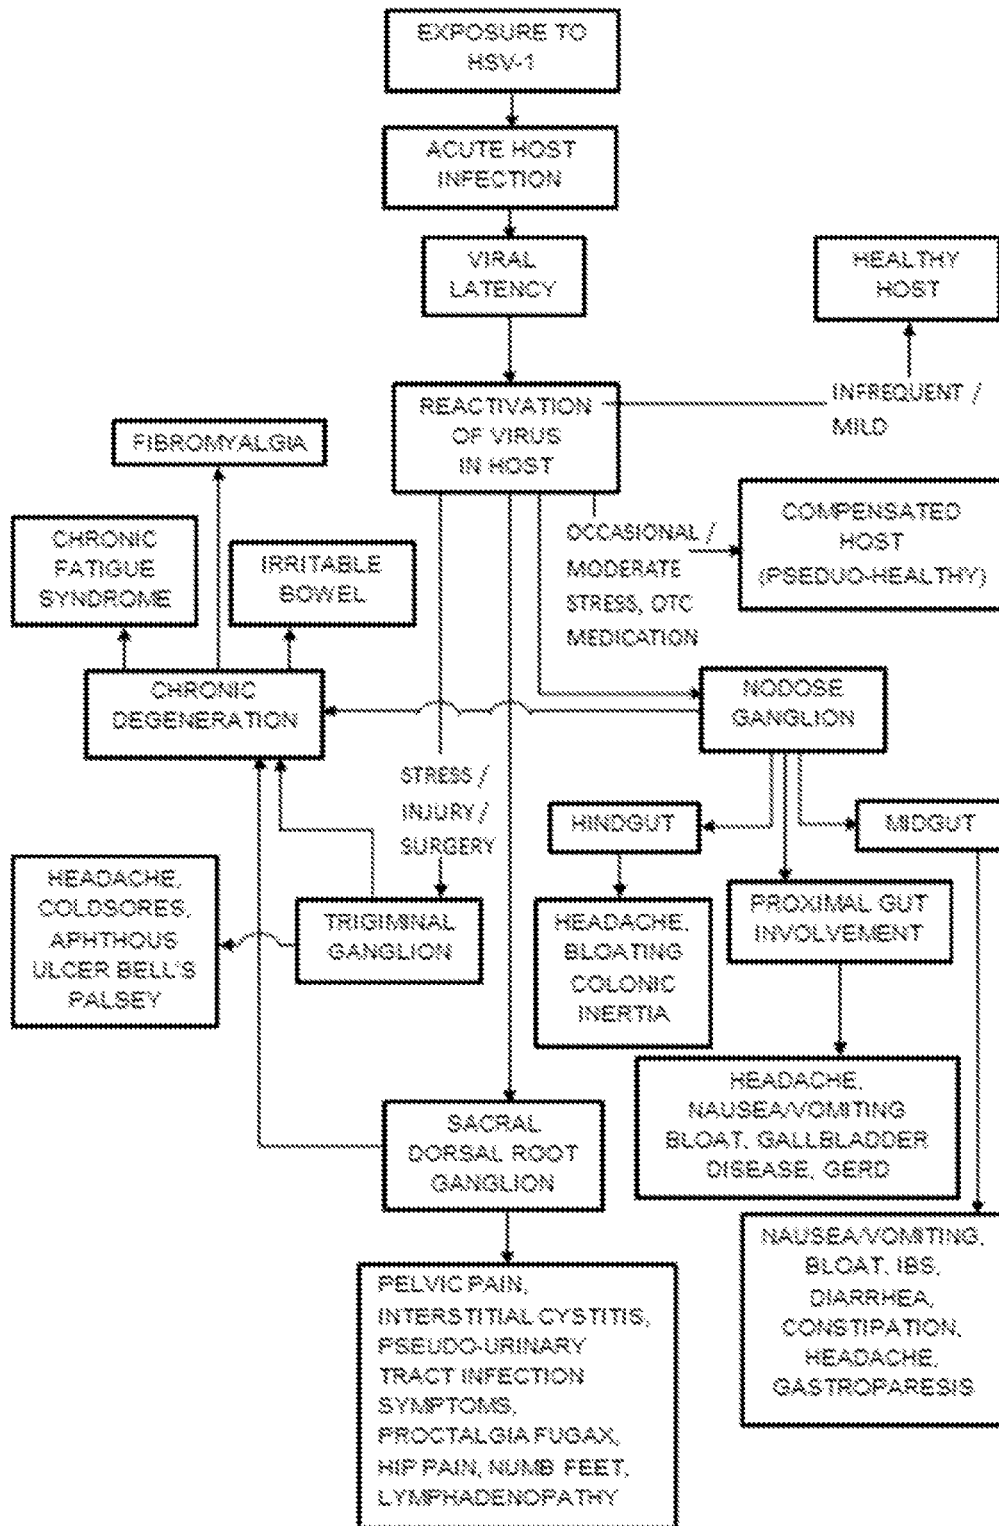 EXPOSURE TO
HSV-1
ACUTE HOST
INFECTION
VIRAL
LATENCY
HEALTHY
HOST
REACTIVATION
OF VIRUS
IN HOST
INFREQUENT /
MILD
FIBROMYALGIA
CHRONIC
FATIGUE
SYNDROME
IRRITABLE
BOWEL
OCCASIONAL /
MODERATE
STRESS, OTC
MEDICATION
COMPENSATED
HOST
(PSEDUO-HEALTHY)
CHRONIC
DEGENERATION
NODOSE
GANGLION
STRESS /
INJURY /
SURGERY
HINDGUT
MIDGUT
HEADACHE,
COLDSORES,
APHTHOUS
ULCER BELL'S
PALSEY
TRIGIMINAL
GANGLION
HEADACHE,
BLOATING
COLONIC
INERTIA
PROXIMAL GUT
INVOLVEMENT
HEADACHE,
NAUSEA/VOMITING
BLOAT, GALLBLADDER
DISEASE, GERD
SACRAL
DORSAL ROOT
GANGLION
NAUSEA/VOMITING,
BLOAT, IBS,
DIARRHEA,
CONSTIPATION,
HEADACHE,
GASTROPARESIS
PELVIC PAIN,
INTERSTITIAL CYSTITIS,
PSEUDO-URINARY
TRACT INFECTION
SYMPTOMS,
PROCTALGIA FUGAX,
HIP PAIN, NUMB FEET,
LYMPHADENOPATHY